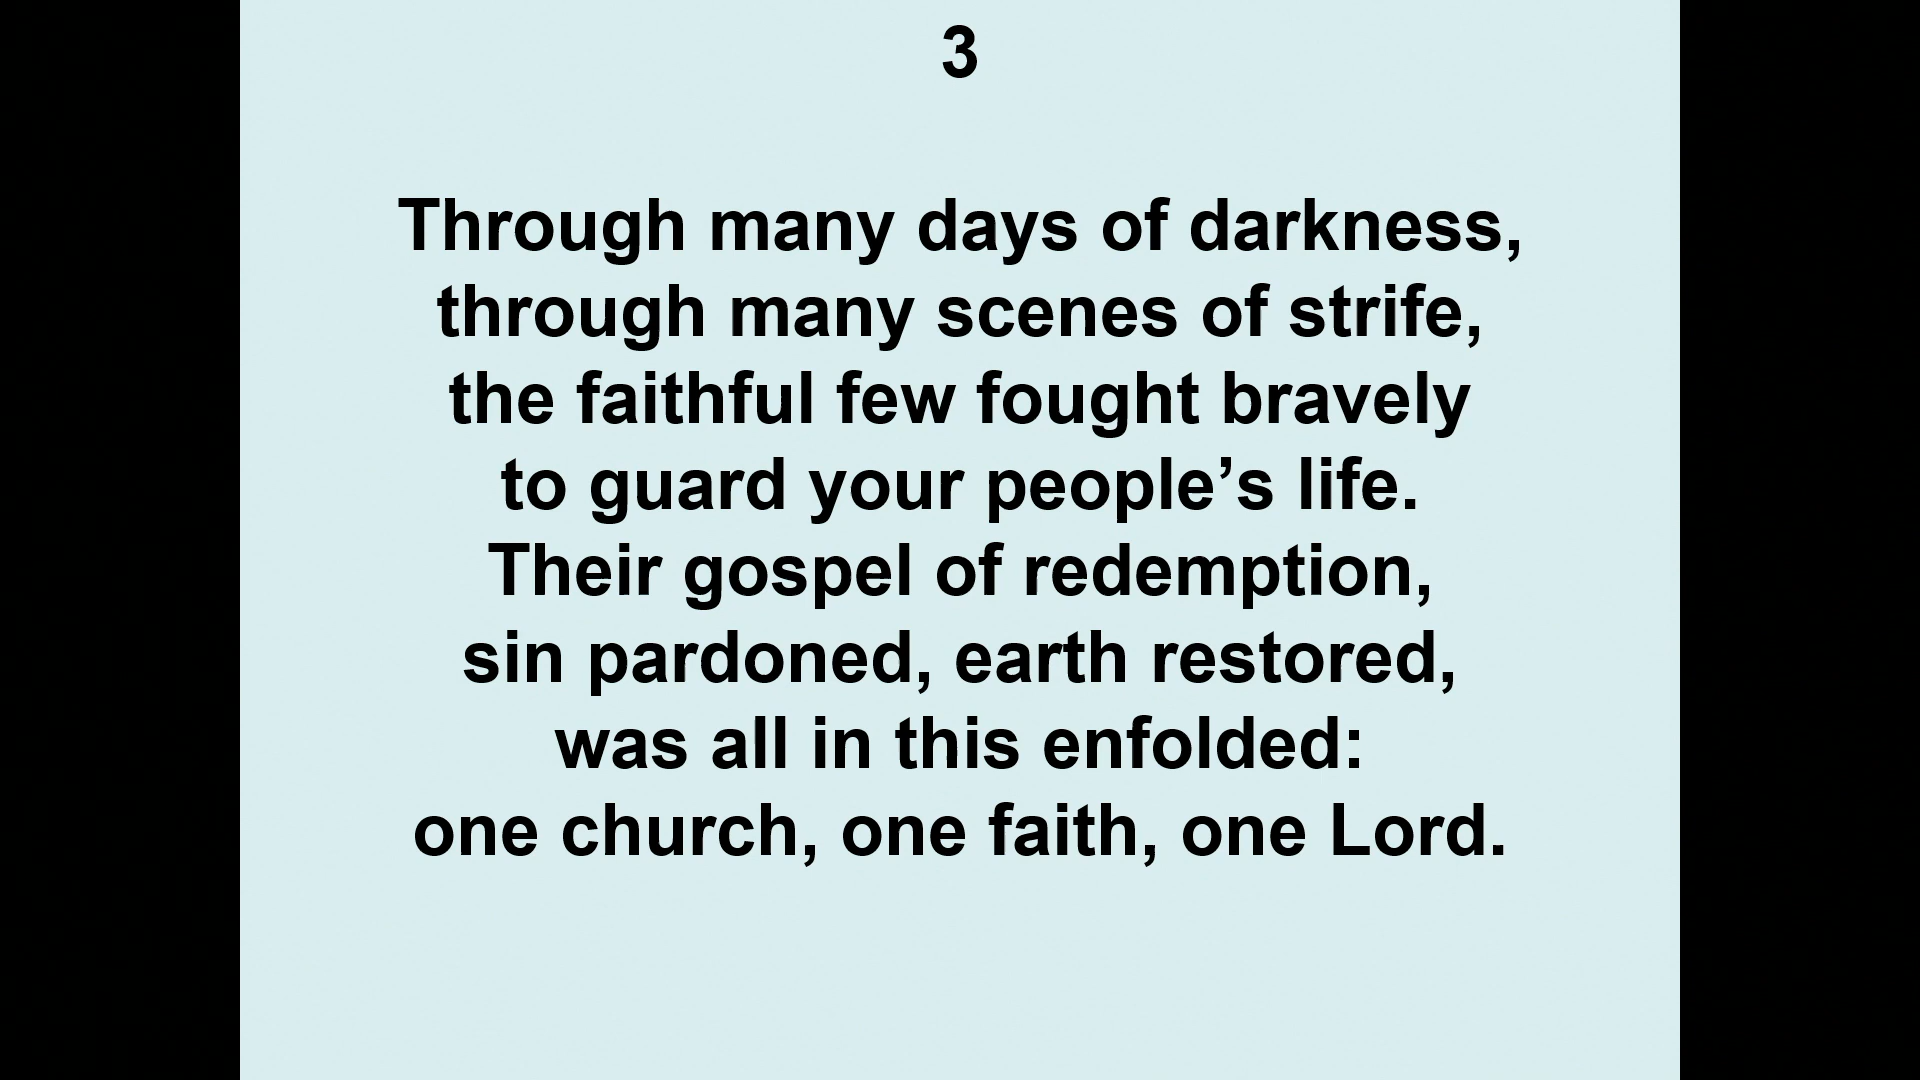 3
Through many days of darkness,
through many scenes of strife,
the faithful few fought bravely
to guard your people’s life.
Their gospel of redemption,
sin pardoned, earth restored,
was all in this enfolded:
one church, one faith, one Lord.